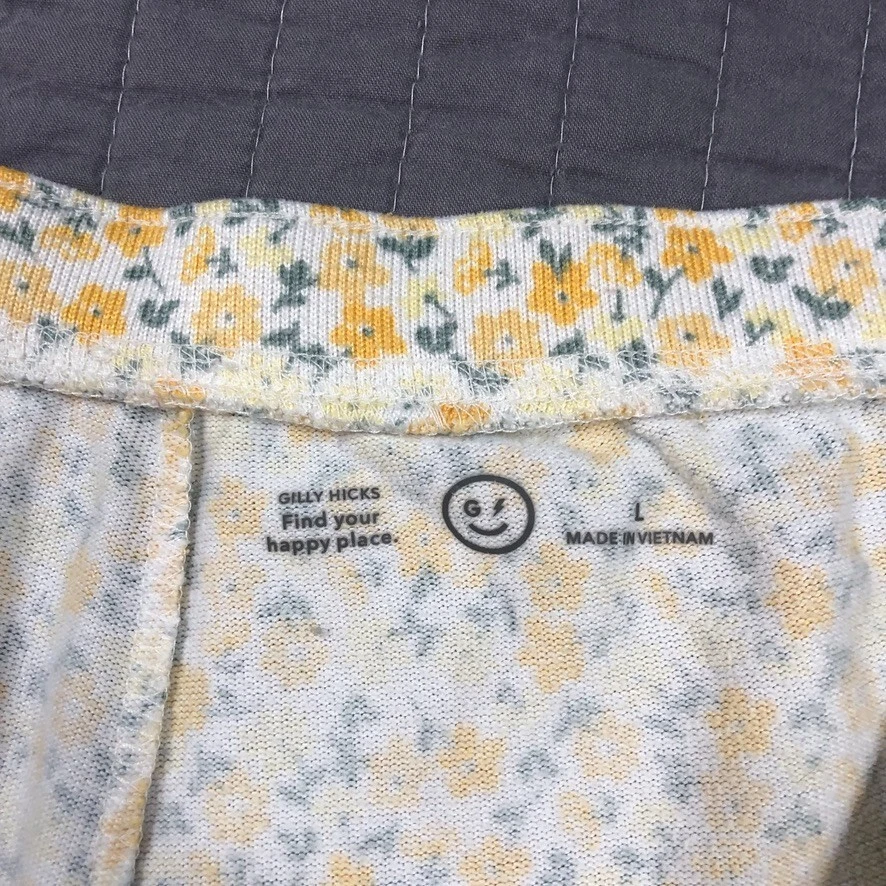 GILLY HICKS
Find your
happy place.
G
L
MADE IN VIETNAM